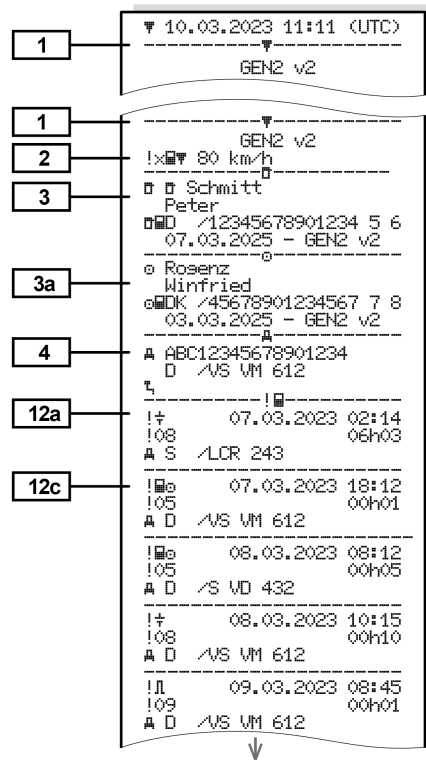 ▼ 10.03.2023 11:11 (UTC)
--------------▼--------------
GEN2 v2
1
1
--------------▼--------------
GEN2 v2
2
!x▼ 80 km/h
3
Schmitt
Peter
D /12345678901234 5 6
07.03.2025 - GEN2 v2
3a
Rogenz
Winfried
DK /45678901234567 7 8
03.03.2025 - GEN2 v2
4
ABC12345678901234
D /VS VM 612
12a
! 07.03.2023 02:14
!08 06h03
S /LCR 243
12c
! 07.03.2023 18:12
!05 00h01
D /VS VM 612
! 08.03.2023 08:12
!05 00h05
D /S VD 432
! 08.03.2023 10:15
!08 00h10
D /VS VM 612
! 09.03.2023 08:45
!09 00h01
D /VS VM 612